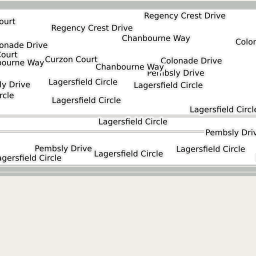 Regency Crest Drive
ourt
Regency Crest Drive
Chanbourne Way
Colon
onade Drive
Court
Curzon Court
Colonade Drive
bourne Way
Chanbourne Way
Pembsly Drive
Lagersfield Circle
ly Drive
Lagersfield Circle
rcle
Lagersfield Circle
Lagersfield Circle
Lagersfield Circle
Pembsly Driv
Pembsly Drive
Lagersfield Circle
Lagersfield Circle
agersfield Circle